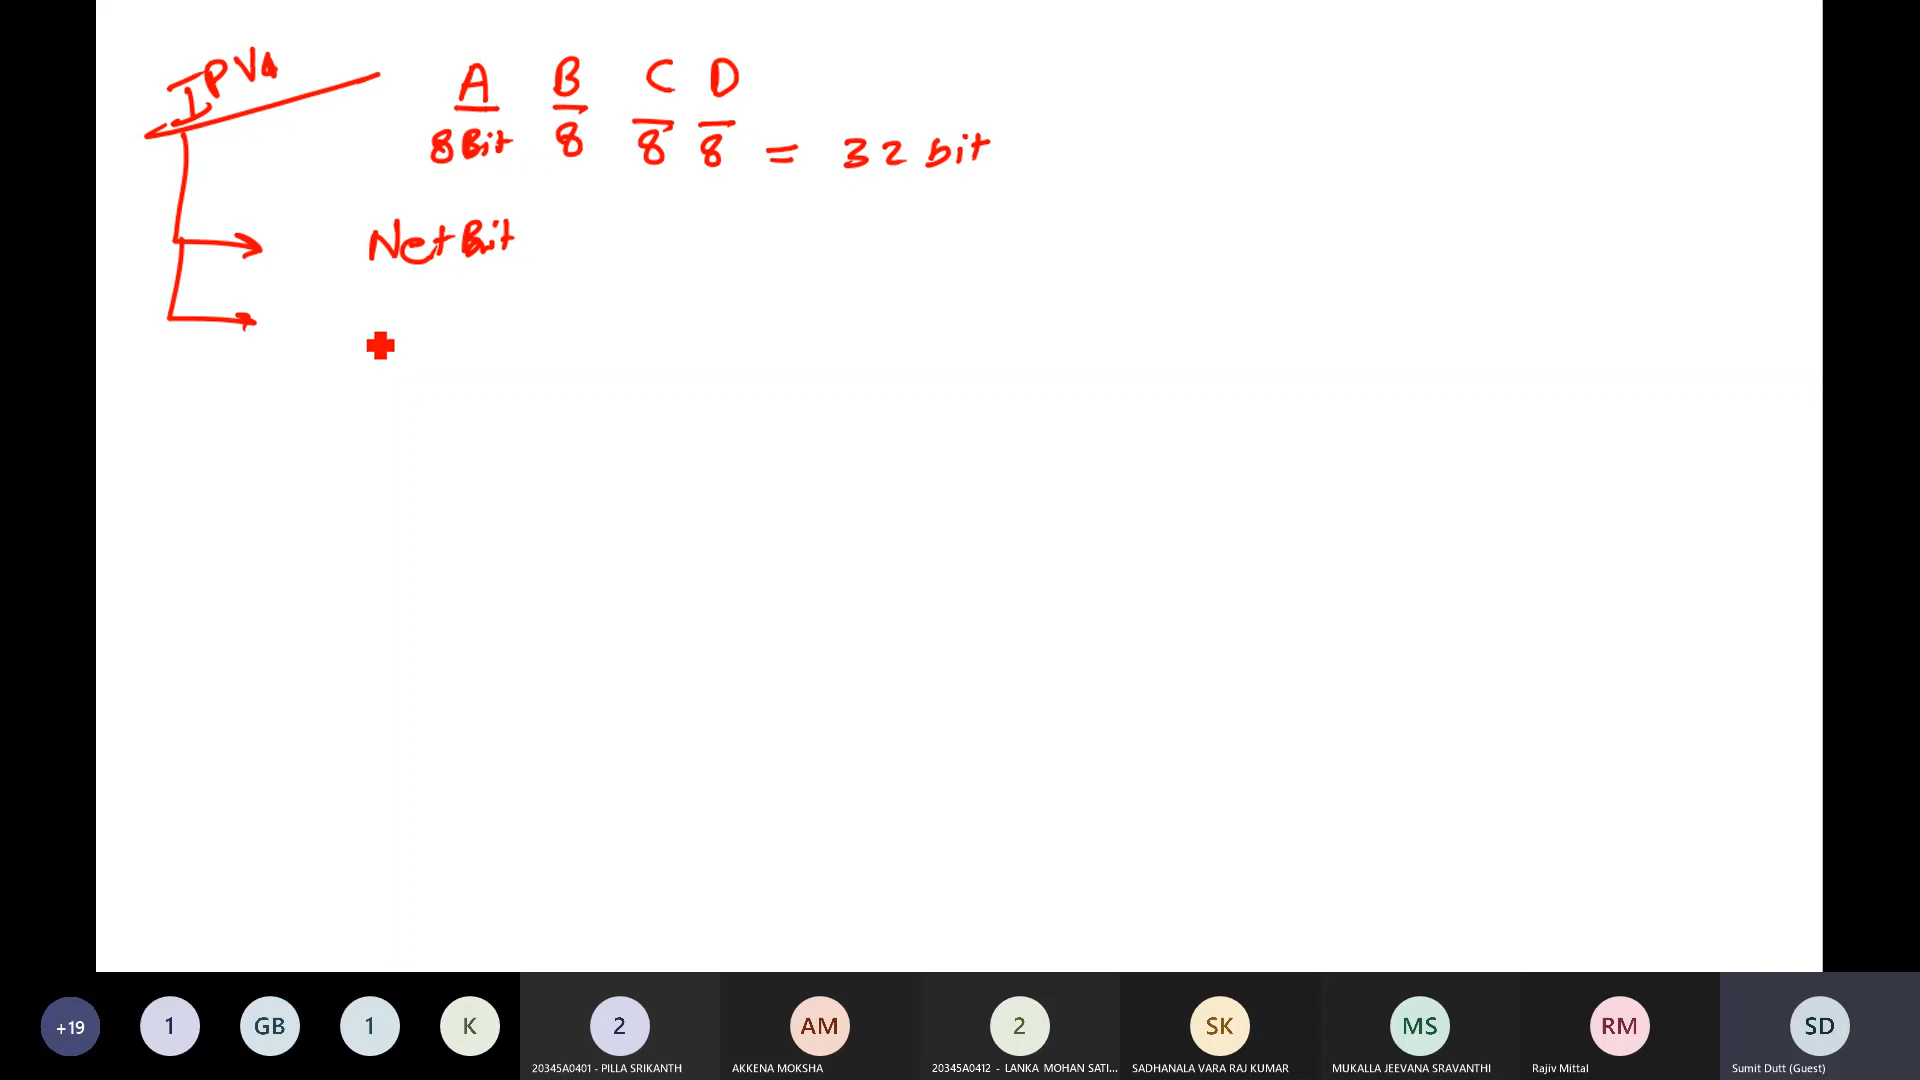 IPV4
A B C D
8 Bit 8 8 8 = 32 bit
Net Bit
+19 1 GB 1 K 2 AM 2 SK MS RM SD
20345A0401 - PILLA SRIKANTH AKKENA MOKSHA 20345A0412 - LANKA MOHAN SATI... SADHANALA VARA RAJ KUMAR MUKALLA JEEVANA SRAVANTHI Rajiv Mittal Sumit Dutt (Guest)